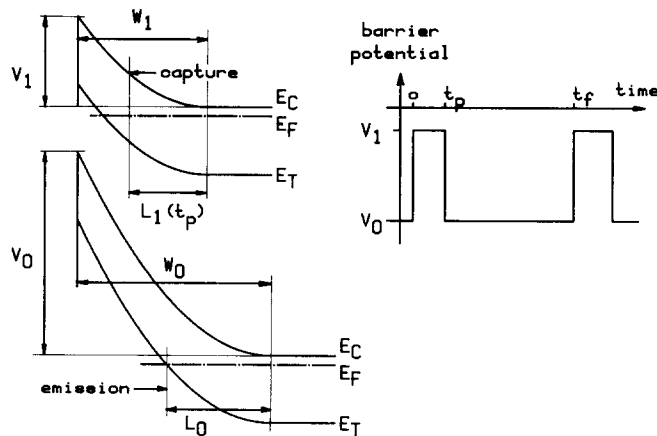 W1
V1
capture
EC
EF
ET
L1(tp)
V0
W0
EC
EF
emission
L0
ET
barrier
potential
time
o
tp
tf
V1
V0